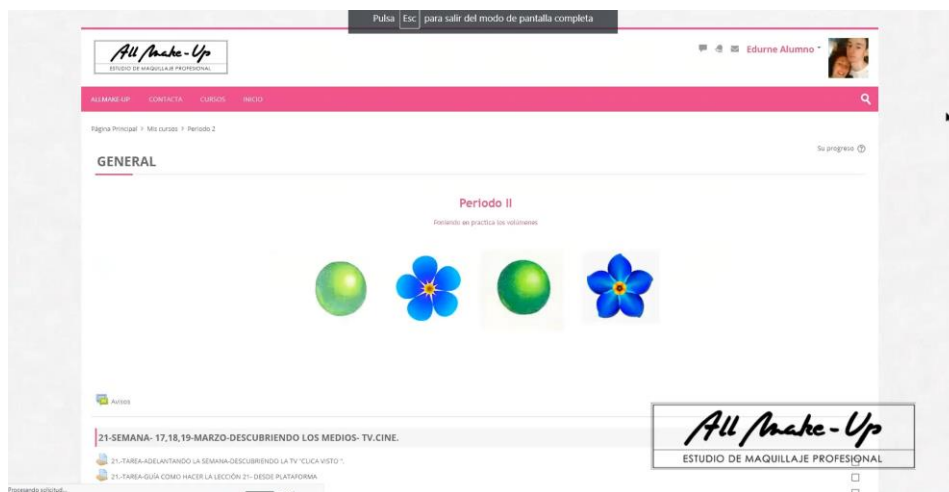 Pulsa Esc para salir del modo de pantalla completa
All Make-Up
ESTUDIO DE MAQUILLAJE PROFESIONAL
Edurne Alumno
ALLMAKE-UP CONTACTA CURSOS INICIO
Página Principal > Mis cursos > Periodo 2
Su progreso
GENERAL
Periodo II
Poniendo en practica los volúmenes
Avisos
21-SEMANA- 17,18,19-MARZO-DESCUBRIENDO LOS MEDIOS- TV.CINE.
21.-TAREA-ADELANTANDO LA SEMANA-DESCUBRIENDO LA TV "CLICA VISTO ".
21.-TAREA-GUÍA COMO HACER LA LECCIÓN 21- DESDE PLATAFORMA
All Make-Up
ESTUDIO DE MAQUILLAJE PROFESIONAL
Procesando solicitud...